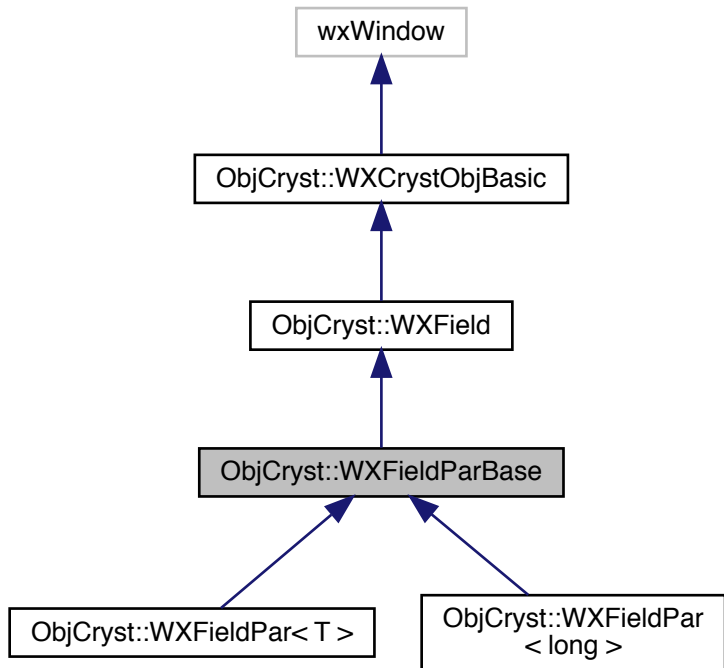 wxWindow
ObjCryst::WXCrystObjBasic
ObjCryst::WXField
ObjCryst::WXFieldParBase
ObjCryst::WXFieldPar< T >
ObjCryst::WXFieldPar
< long >